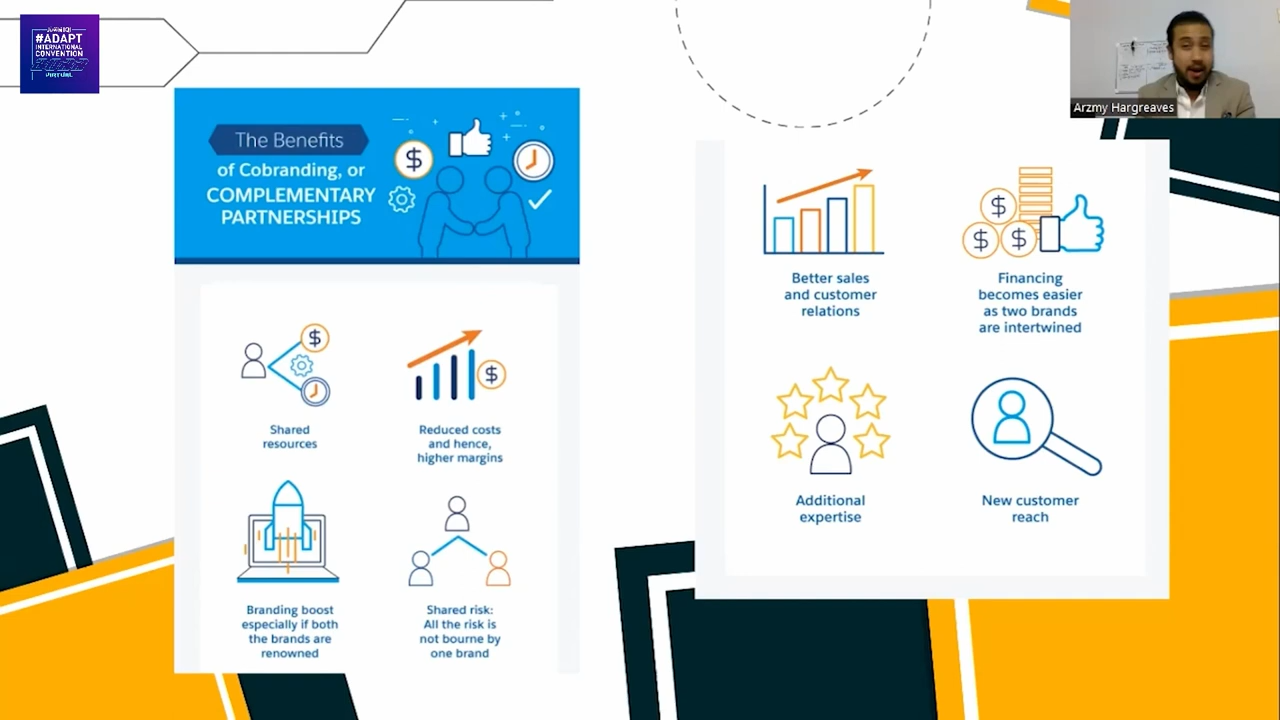 #ADAPT
INTERNATIONAL
CONVENTION
VIRTUAL
Arzmy Hargreaves
The Benefits
of Cobranding, or
COMPLEMENTARY
PARTNERSHIPS
$
Shared
resources
$
Reduced costs
and hence,
higher margins
Branding boost
especially if both
the brands are
renowned
Shared risk:
All the risk is
not bourne by
one brand
Better sales
and customer
relations
$
$ $
Financing
becomes easier
as two brands
are intertwined
Additional
expertise
New customer
reach
$